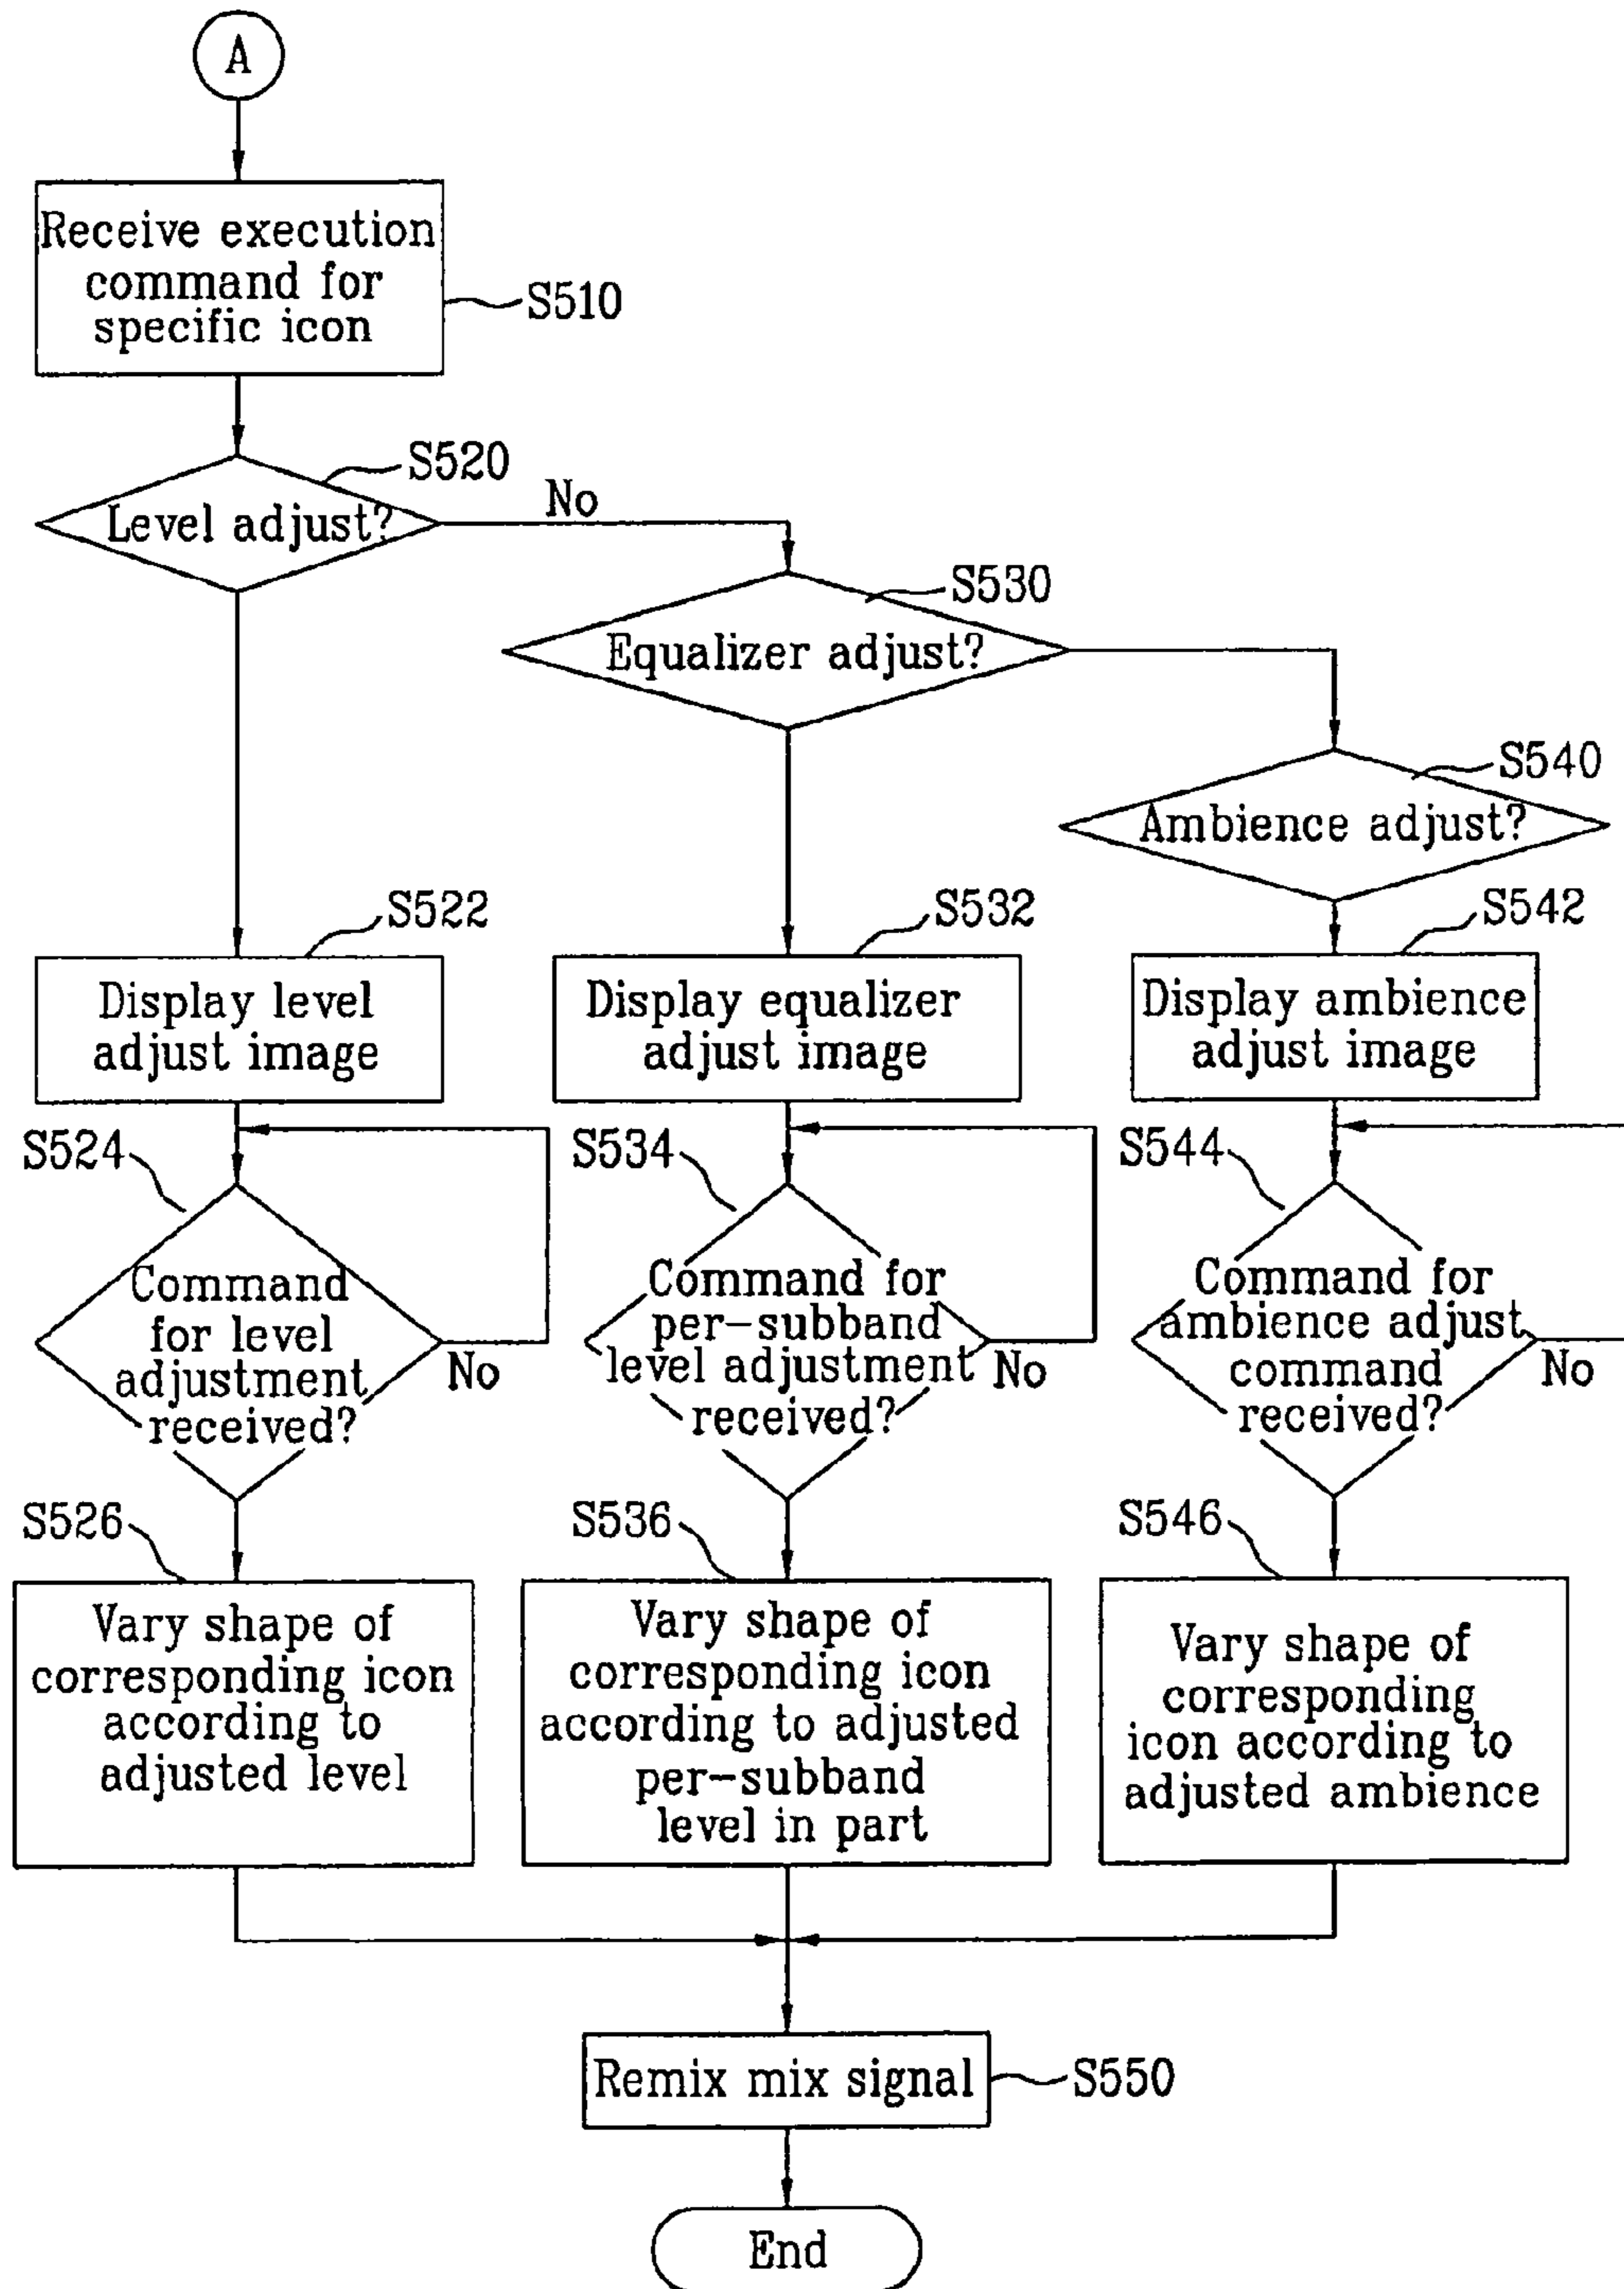 A
Receive execution
command for
specific icon
S510
S520
Level adjust?
No
S530
Equalizer adjust?
S540
Ambience adjust?
S522
Display level
adjust image
S532
Display equalizer
adjust image
S542
Display ambience
adjust image
S524
Command
for level
adjustment
received?
No
S534
Command for
per-subband
level adjustment
received?
No
S544
Command for
ambience adjust
command
received?
No
S526
Vary shape of
corresponding icon
according to
adjusted level
S536
Vary shape of
corresponding icon
according to adjusted
per-subband
level in part
S546
Vary shape of
corresponding
icon according to
adjusted ambience
Remix mix signal
S550
End